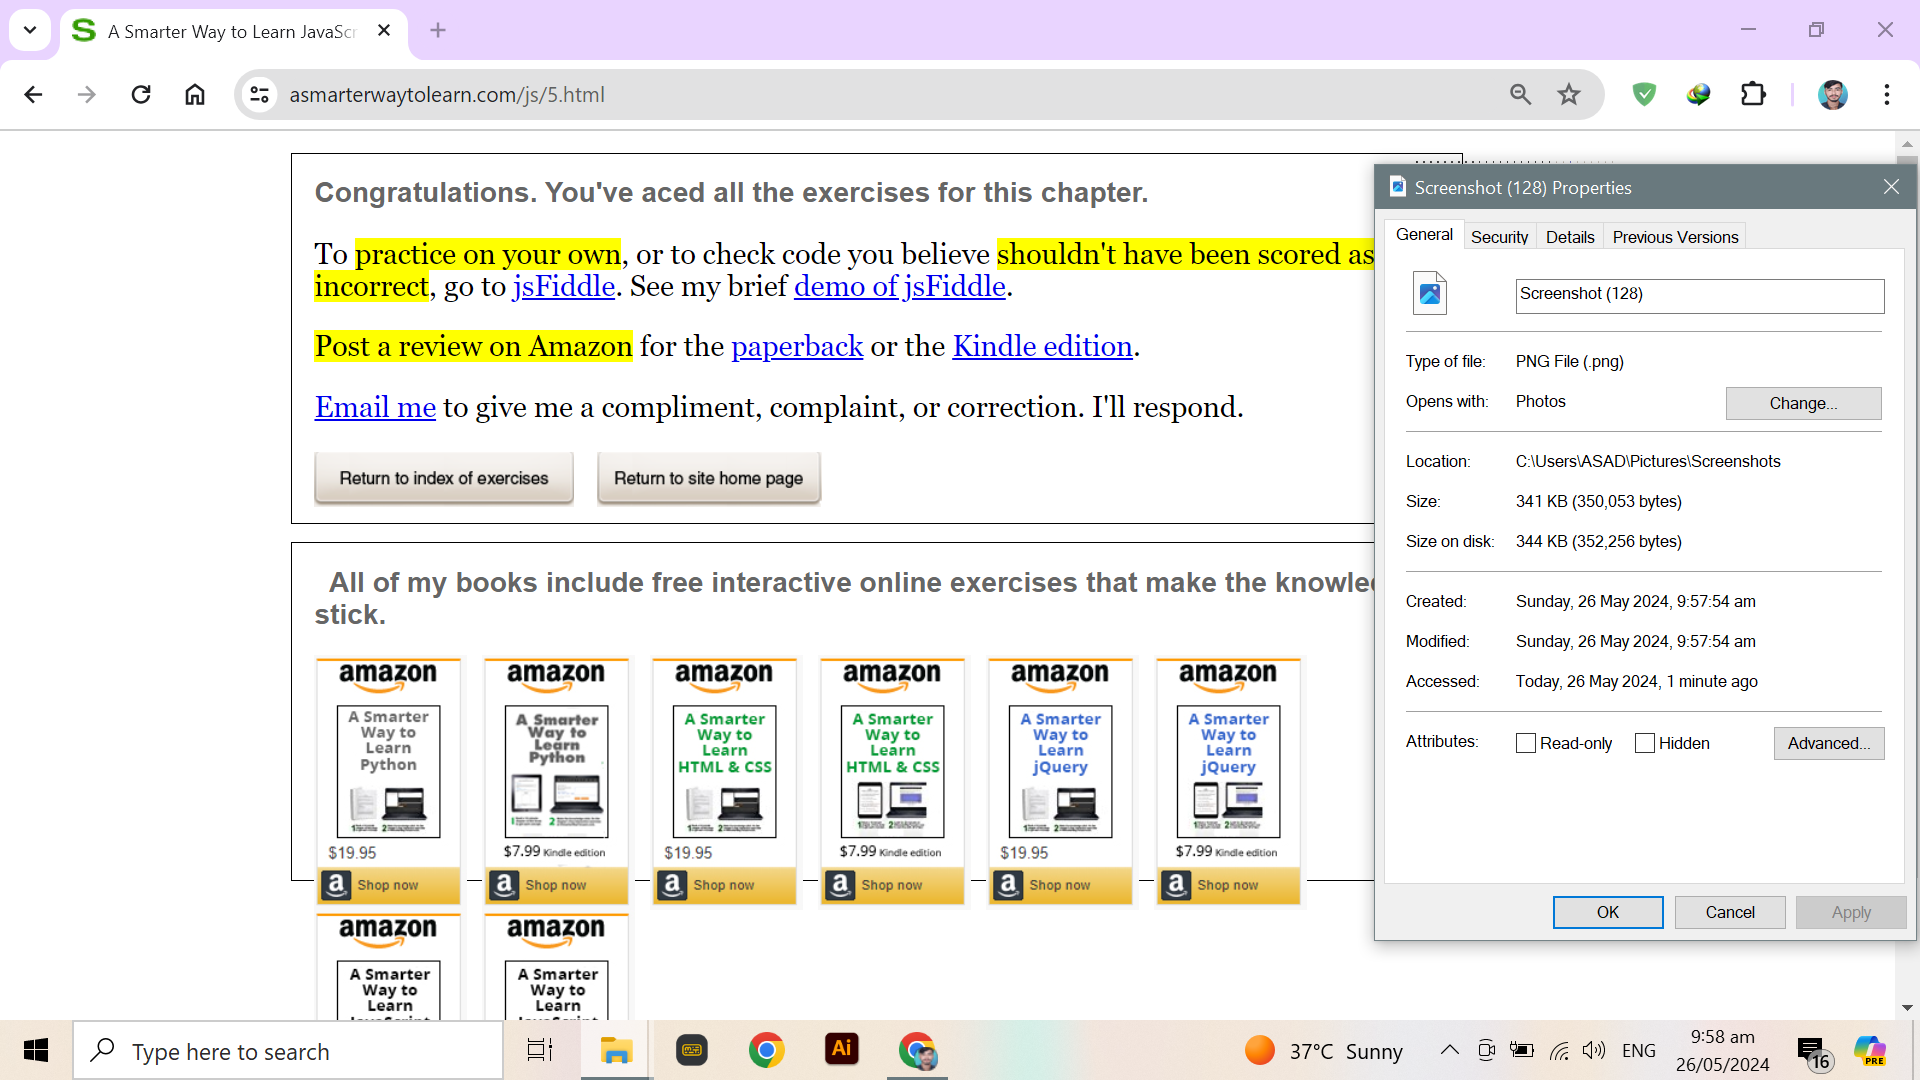 A Smarter Way to Learn JavaScr
asmarterwaytolearn.com/js/5.html
Congratulations. You've aced all the exercises for this chapter.
To practice on your own, or to check code you believe shouldn't have been scored as
incorrect, go to jsFiddle. See my brief demo of jsFiddle.
Post a review on Amazon for the paperback or the Kindle edition.
Email me to give me a compliment, complaint, or correction. I'll respond.
Return to index of exercises
Return to site home page
All of my books include free interactive online exercises that make the knowle
stick.
amazon
A Smarter
Way to
Learn
Python
$19.95
a Shop now
amazon
A Smarter
Way to
Learn
Python
$7.99 Kindle edition
a Shop now
amazon
A Smarter
Way to
Learn
HTML & CSS
$19.95
a Shop now
amazon
A Smarter
Way to
Learn
HTML & CSS
$7.99 Kindle edition
a Shop now
amazon
A Smarter
Way to
Learn
jQuery
$19.95
a Shop now
amazon
A Smarter
Way to
Learn
jQuery
$7.99 Kindle edition
a Shop now
amazon
A Smarter
Way to
Learn
amazon
A Smarter
Way to
Learn
Screenshot (128) Properties
General Security Details Previous Versions
Screenshot (128)
Type of file: PNG File (.png)
Opens with: Photos
Change...
Location: C:\Users\ASAD\Pictures\Screenshots
Size: 341 KB (350,053 bytes)
Size on disk: 344 KB (352,256 bytes)
Created: Sunday, 26 May 2024, 9:57:54 am
Modified: Sunday, 26 May 2024, 9:57:54 am
Accessed: Today, 26 May 2024, 1 minute ago
Attributes: Read-only Hidden Advanced...
OK Cancel Apply
Type here to search
Ai
37°C Sunny
ENG
9:58 am
26/05/2024
16
PRE